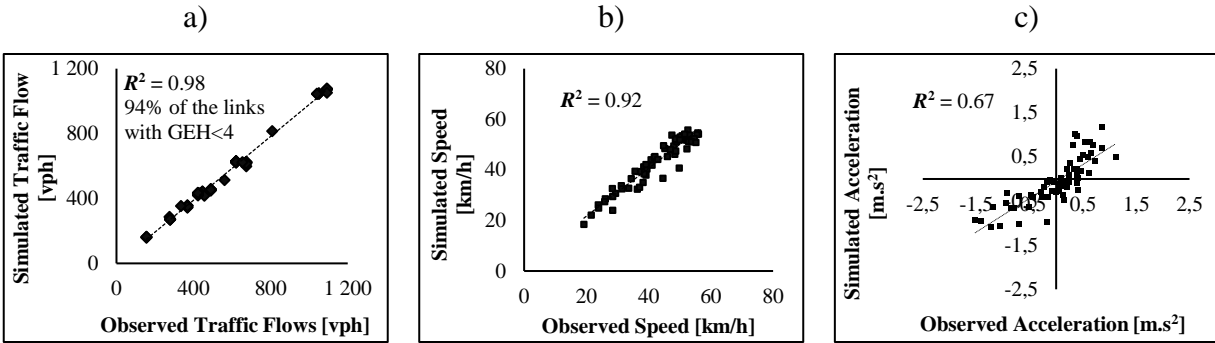 a)
b)
c)
Simulated Traffic Flow
[vph]
1 200
800
400
0
R² = 0.98
94% of the links
with GEH<4
0
400
800
1 200
Observed Traffic Flows [vph]
Simulated Speed
[km/h]
80
60
40
20
0
R² = 0.92
0
20
40
60
80
Observed Speed [km/h]
Simulated Acceleration
[m.s²]
R² = 0.67
2,5
1,5
0,5
-0,5
-1,5
-2,5
-2,5
-1,5
-0,5
0,5
1,5
2,5
Observed Acceleration [m.s²]